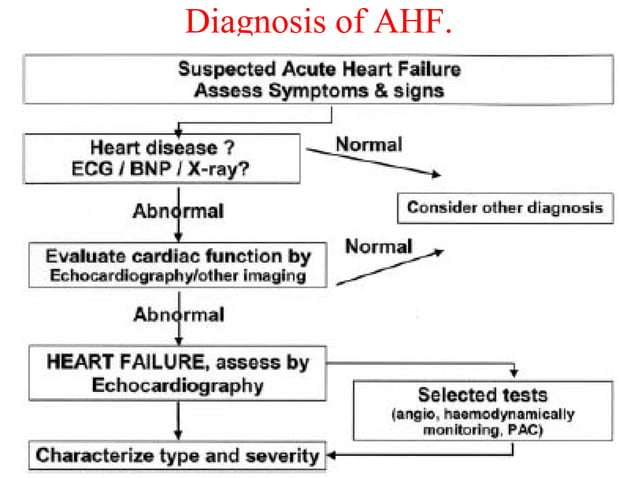 Diagnosis of AHF.
Suspected Acute Heart Failure
Assess Symptoms & signs
Heart disease ?
ECG / BNP / X-ray?
Normal
Consider other diagnosis
Abnormal
Evaluate cardiac function by
Echocardiography/other imaging
Normal
Abnormal
HEART FAILURE, assess by
Echocardiography
Selected tests
(angio, haemodynamically
monitoring, PAC)
Characterize type and severity